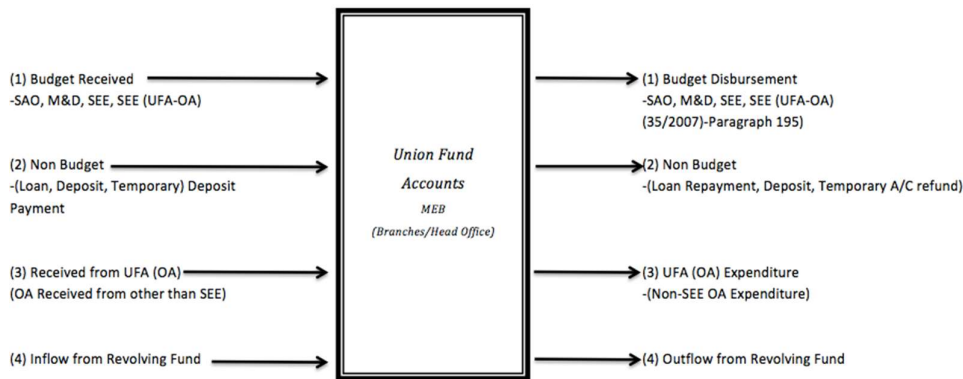 (1) Budget Received
-SAO, M&D, SEE, SEE (UFA-OA)
(2) Non Budget
-(Loan, Deposit, Temporary) Deposit
Payment
(3) Received from UFA (OA)
(OA Received from other than SEE)
(4) Inflow from Revolving Fund
Union Fund
Accounts
MEB
(Branches/Head Office)
(1) Budget Disbursement
-SAO, M&D, SEE, SEE (UFA-OA)
(35/2007)-Paragraph 195)
(2) Non Budget
-(Loan Repayment, Deposit, Temporary A/C refund)
(3) UFA (OA) Expenditure
-(Non-SEE OA Expenditure)
(4) Outflow from Revolving Fund